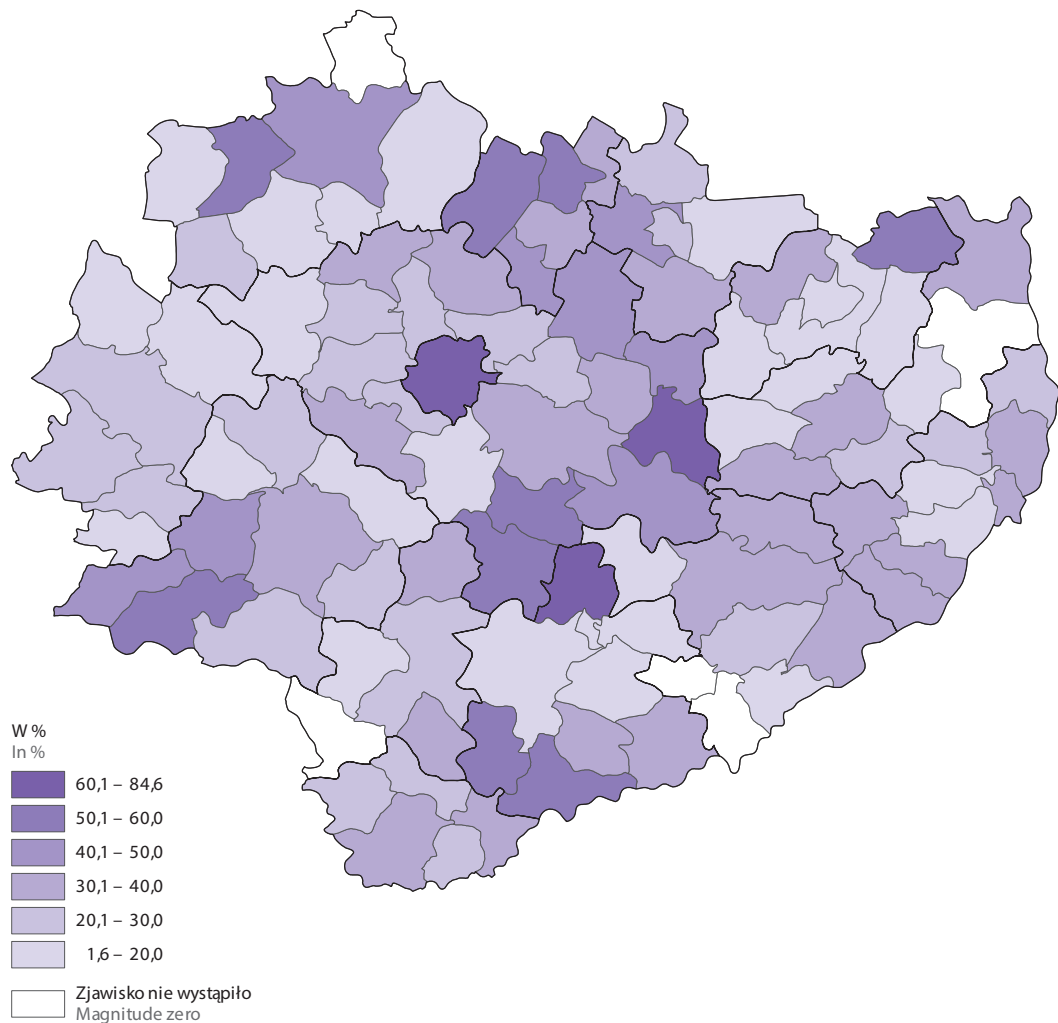 W %
In %
60,1 – 84,6
50,1 – 60,0
40,1 – 50,0
30,1 – 40,0
20,1 – 30,0
1,6 – 20,0
Zjawisko nie wystąpiło
Magnitude zero